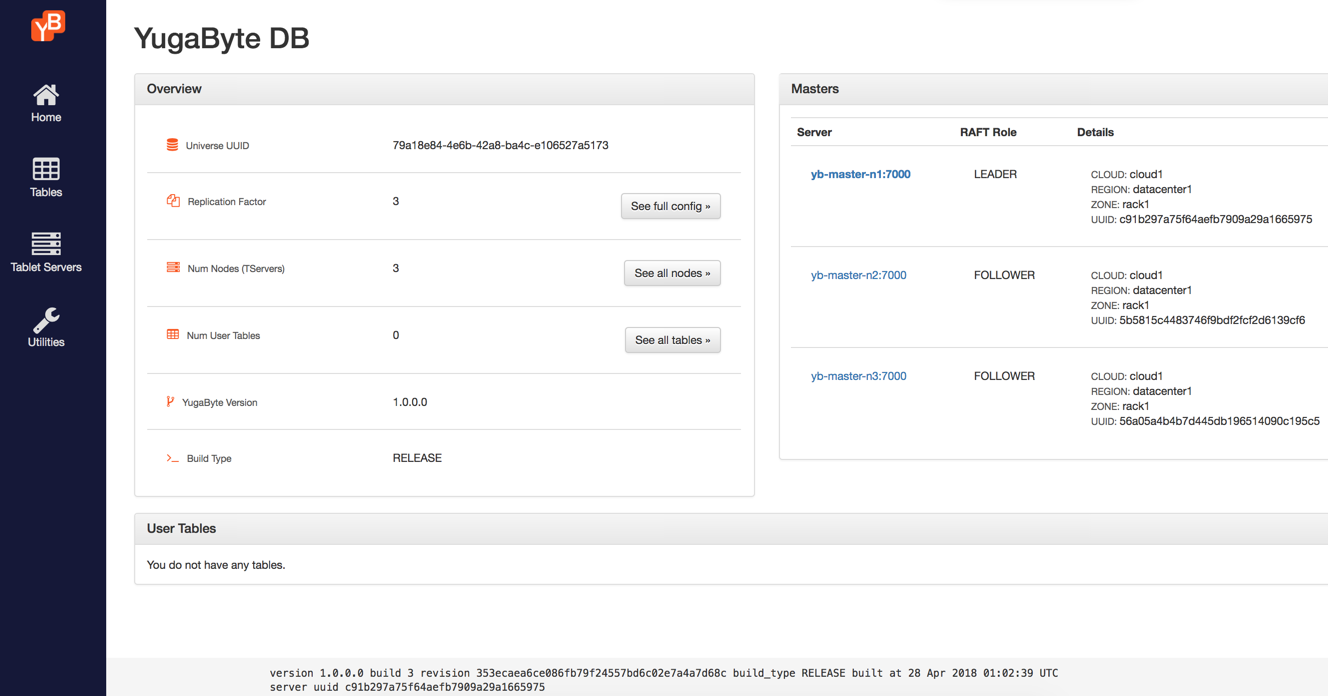 YB
Home
Tables
Tablet Servers
Utilities
YugaByte DB
Overview
Universe UUID 79a18e84-4e6b-42a8-ba4c-e106527a5173
Replication Factor 3 See full config »
Num Nodes (TServers) 3 See all nodes »
Num User Tables 0 See all tables »
YugaByte Version 1.0.0.0
Build Type RELEASE
Masters
Server RAFT Role Details
yb-master-n1:7000 LEADER CLOUD: cloud1
REGION: datacenter1
ZONE: rack1
UUID: c91b297a75f64aefb7909a29a1665975
yb-master-n2:7000 FOLLOWER CLOUD: cloud1
REGION: datacenter1
ZONE: rack1
UUID: 5b5815c4483746f9bdf2fcf2d6139cf6
yb-master-n3:7000 FOLLOWER CLOUD: cloud1
REGION: datacenter1
ZONE: rack1
UUID: 56a05a4b4b7d445db196514090c195c5
User Tables
You do not have any tables.
version 1.0.0.0 build 3 revision 353ecaea6ce086fb79f24557bd6c02e7a4a7d68c build_type RELEASE built at 28 Apr 2018 01:02:39 UTC
server uuid c91b297a75f64aefb7909a29a1665975